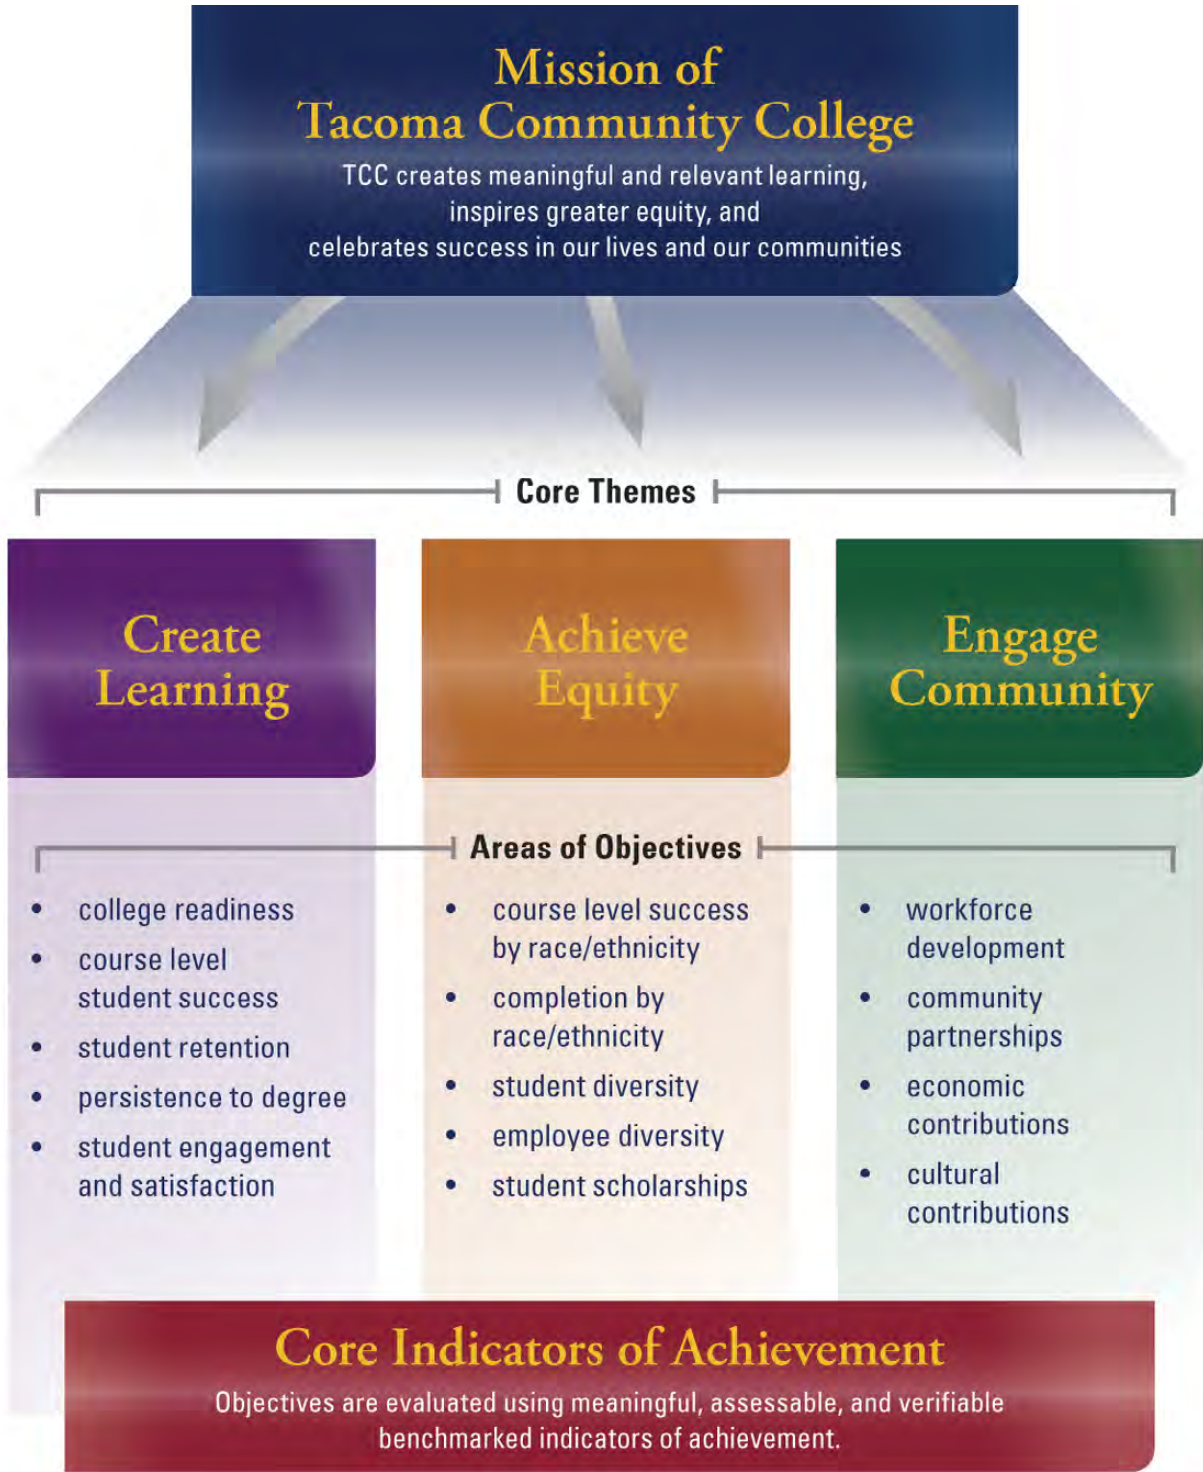 Mission of
Tacoma Community College
TCC creates meaningful and relevant learning,
inspires greater equity, and
celebrates success in our lives and our communities
Core Themes
Create
Learning
Achieve
Equity
Engage
Community
Areas of Objectives
• college readiness
• course level
student success
• student retention
• persistence to degree
• student engagement
and satisfaction
• course level success
by race/ethnicity
• completion by
race/ethnicity
• student diversity
• employee diversity
• student scholarships
• workforce
development
• community
partnerships
• economic
contributions
• cultural
contributions
Core Indicators of Achievement
Objectives are evaluated using meaningful, assessable, and verifiable
benchmarked indicators of achievement.